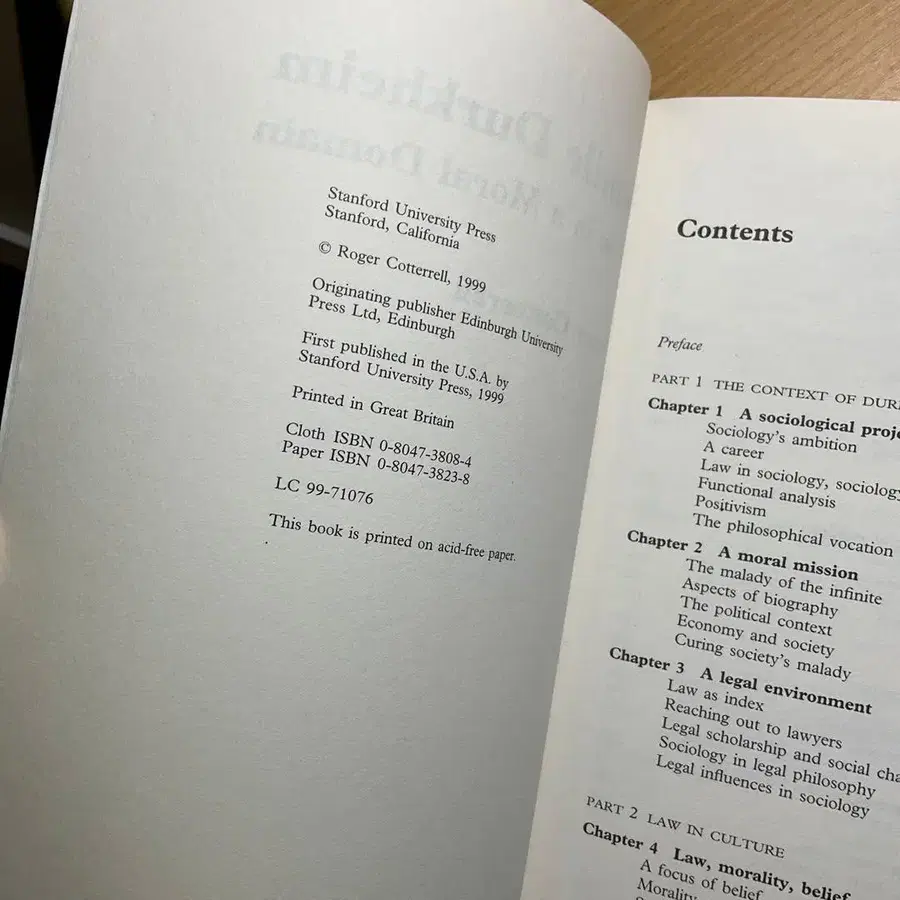 Stanford University Press
Stanford, California
© Roger Cotterrell, 1999
Originating publisher Edinburgh University
Press Ltd, Edinburgh
First published in the U.S.A. by
Stanford University Press, 1999
Printed in Great Britain
Cloth ISBN 0-8047-3808-4
Paper ISBN 0-8047-3823-8
LC 99-71076
This book is printed on acid-free paper.
Contents
Preface
PART 1 THE CONTEXT OF
Chapter 1 A sociological
Sociology's ambition
A career
Law in sociology,
Functional analysis
Positivism
The philosophical vocation
Chapter 2 A moral mission
The malady of the infinite
Aspects of biography
The political context
Economy and society
Curing society's malady
Chapter 3 A legal environment
Law as index
Reaching out to lawyers
Legal scholarship and social
Sociology in legal philosophy
Legal influences in sociology
PART 2 LAW IN CULTURE
Chapter 4 Law, morality, belief
A focus of belief
Morality